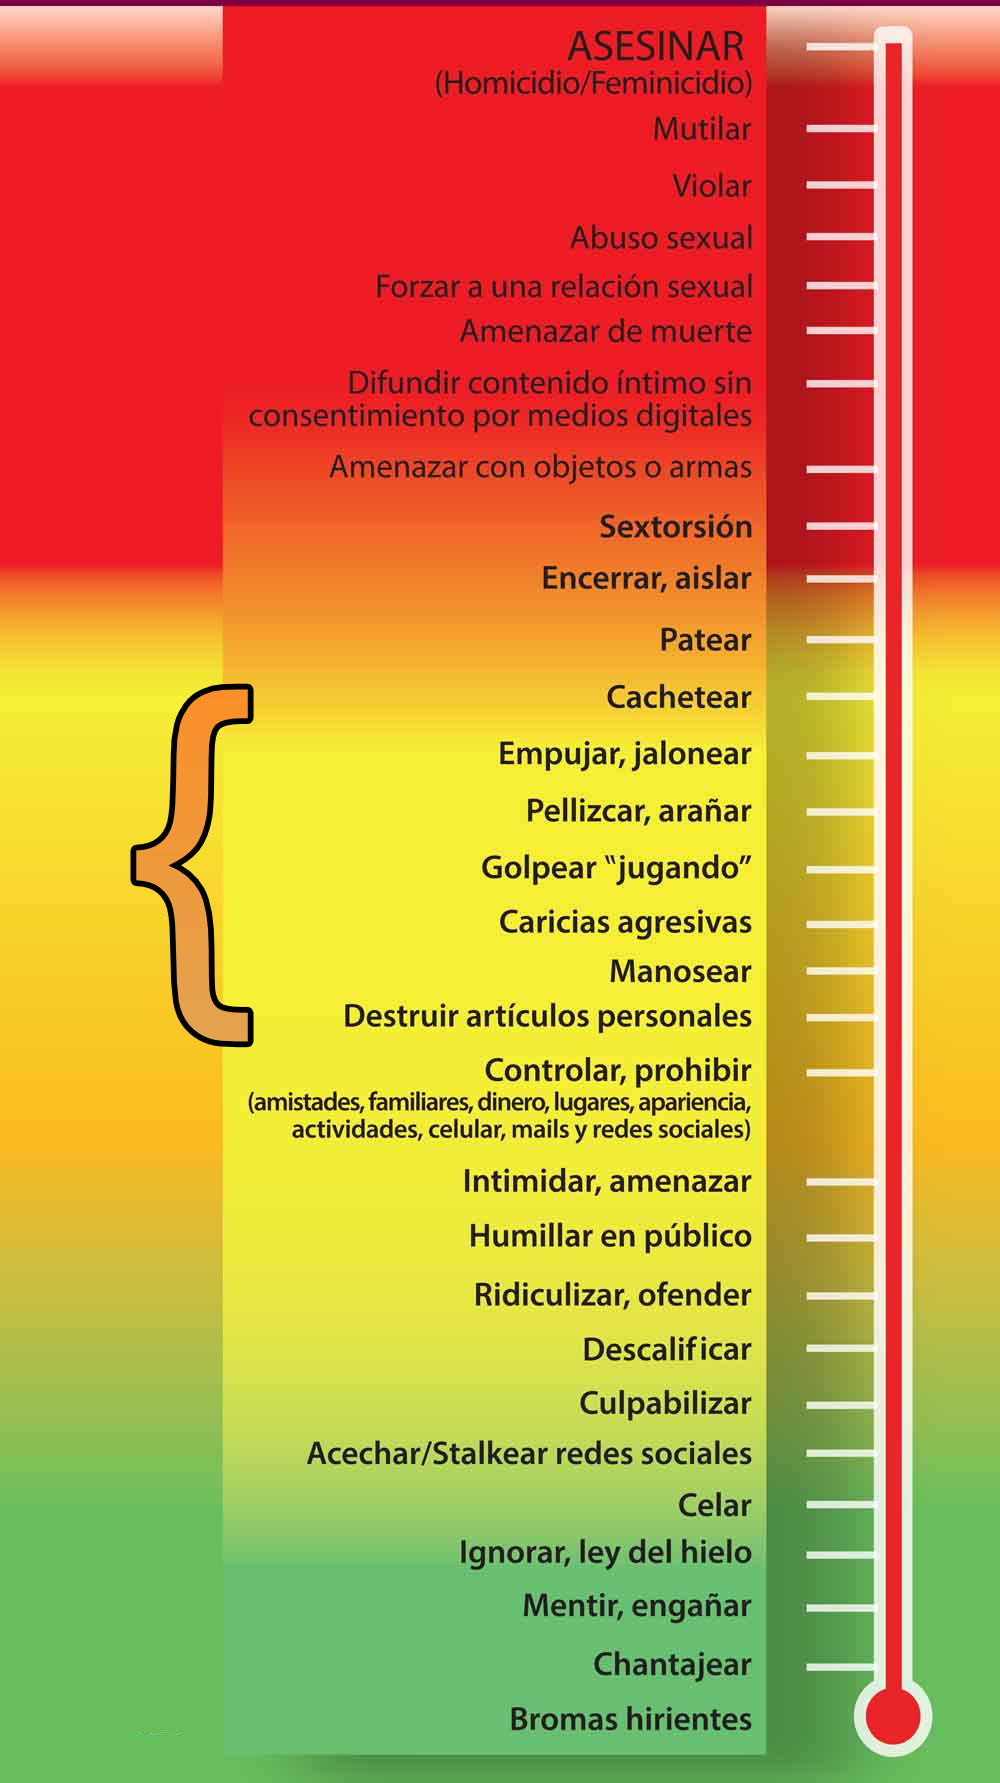 ASESINAR
(Homicidio/Feminicidio)
Mutilar
Violar
Abuso sexual
Forzar a una relación sexual
Amenazar de muerte
Difundir contenido íntimo sin
consentimiento por medios digitales
Amenazar con objetos o armas
Sextorsión
Encerrar, aislar
Patear
Cachetear
Empujar, jalonear
Pellizcar, arañar
Golpear “jugando”
Caricias agresivas
Manosear
Destruir artículos personales
Controlar, prohibir
(amistades, familiares, dinero, lugares, apariencia,
actividades, celular, mails y redes sociales)
Intimidar, amenazar
Humillar en público
Ridiculizar, ofender
Descalificar
Culpabilizar
Acechar/Stalkear redes sociales
Celar
Ignorar, ley del hielo
Mentir, engañar
Chantajear
Bromas hirientes